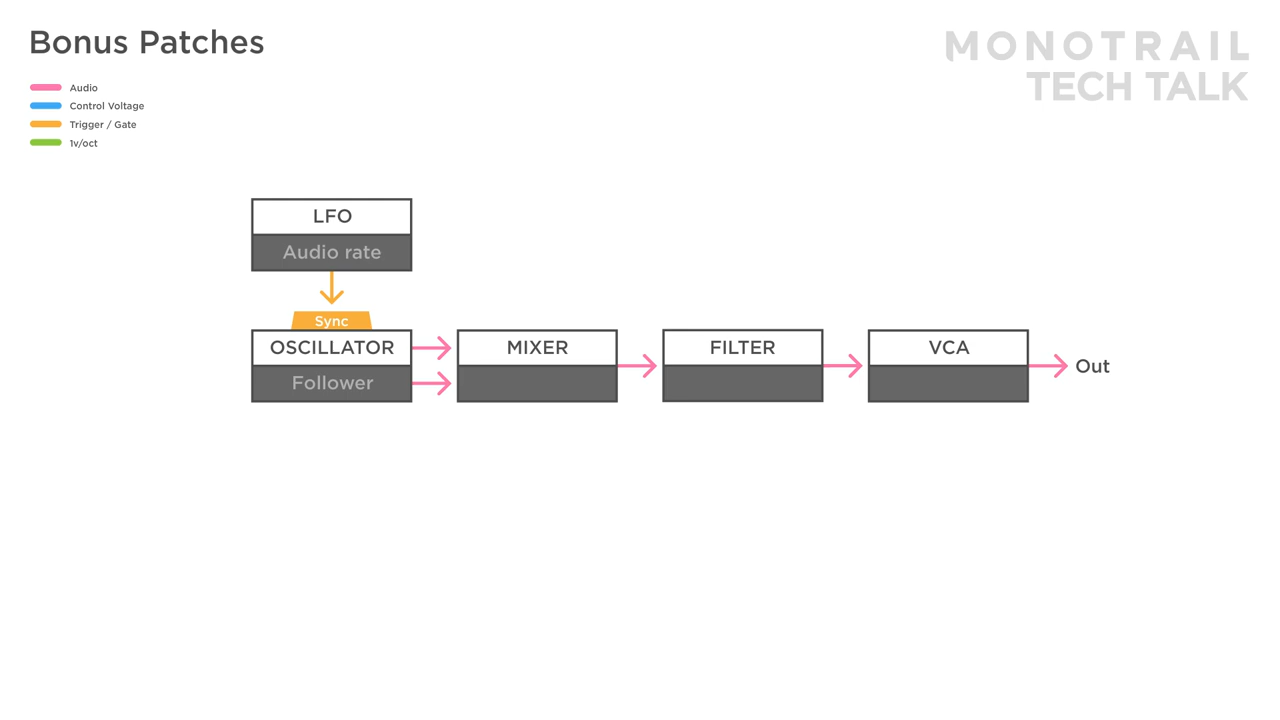 Bonus Patches
MONOTRAIL
TECH TALK
Audio
Control Voltage
Trigger / Gate
1v/oct
LFO
Audio rate
Sync
OSCILLATOR
Follower
MIXER
FILTER
VCA
Out